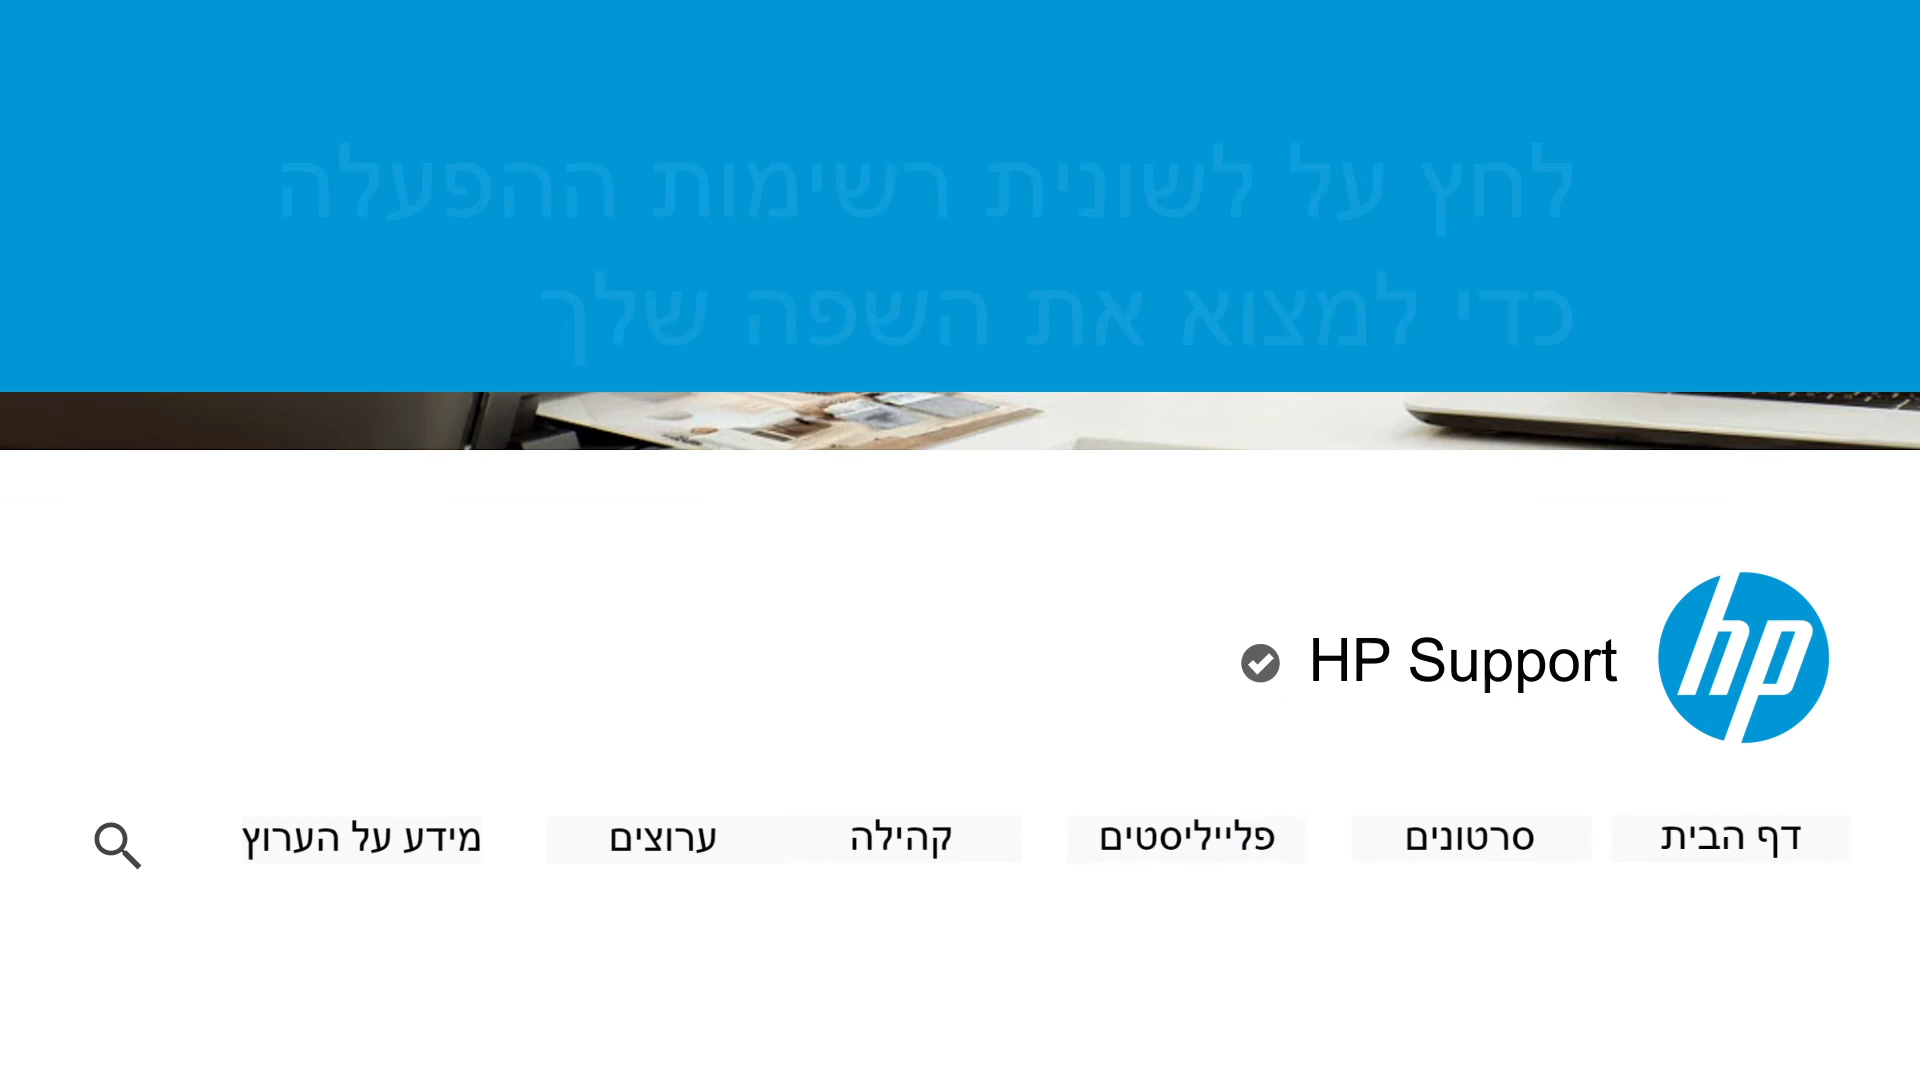 לחץ על לשונית רשימות ההפעלה
כדי למצוא את השפה שלך
HP Support
hp
דף הבית סרטונים פלייליסטים קהילה ערוצים מידע על הערוץ